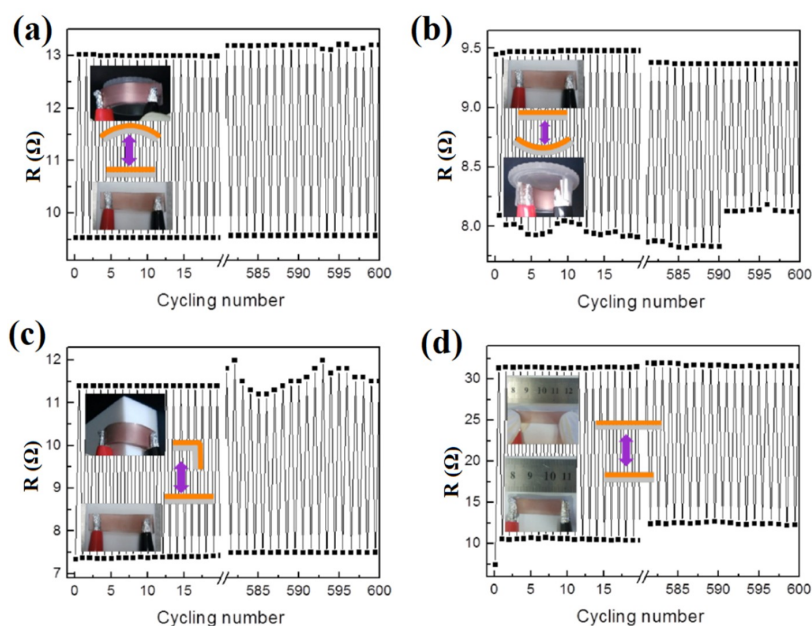 (a)
13
12
11
10
R (Ω)
0 5 10 15 585 590 595 600
Cycling number
(b)
9.5
9.0
8.5
8.0
R (Ω)
0 5 10 15 585 590 595 600
Cycling number
(c)
12
11
10
9
8
7
R (Ω)
0 5 10 15 585 590 595 600
Cycling number
(d)
30
25
20
15
10
R (Ω)
8 9 10 11 12
8 9 10 11
0 5 10 15 585 590 595 600
Cycling number